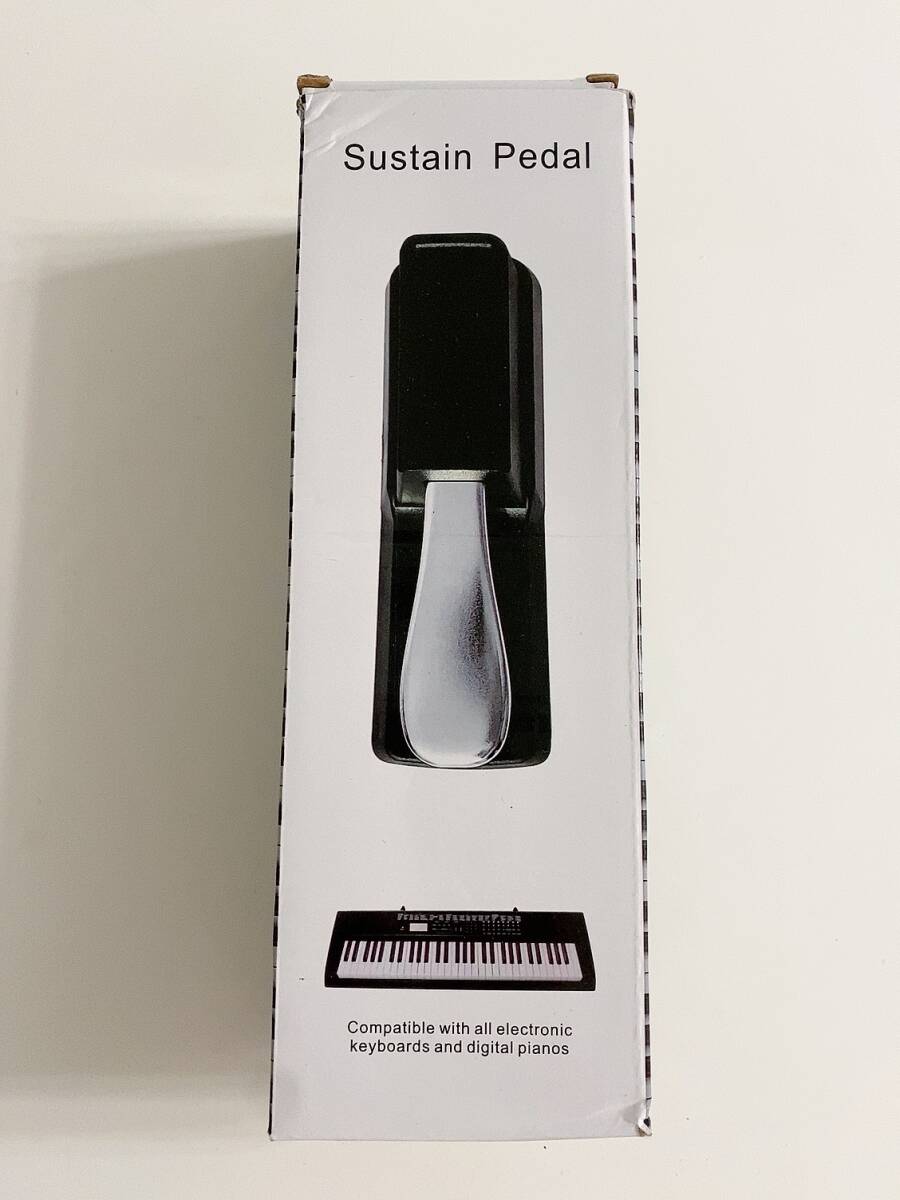 Sustain Pedal
Compatible with all electronic
keyboards and digital pianos